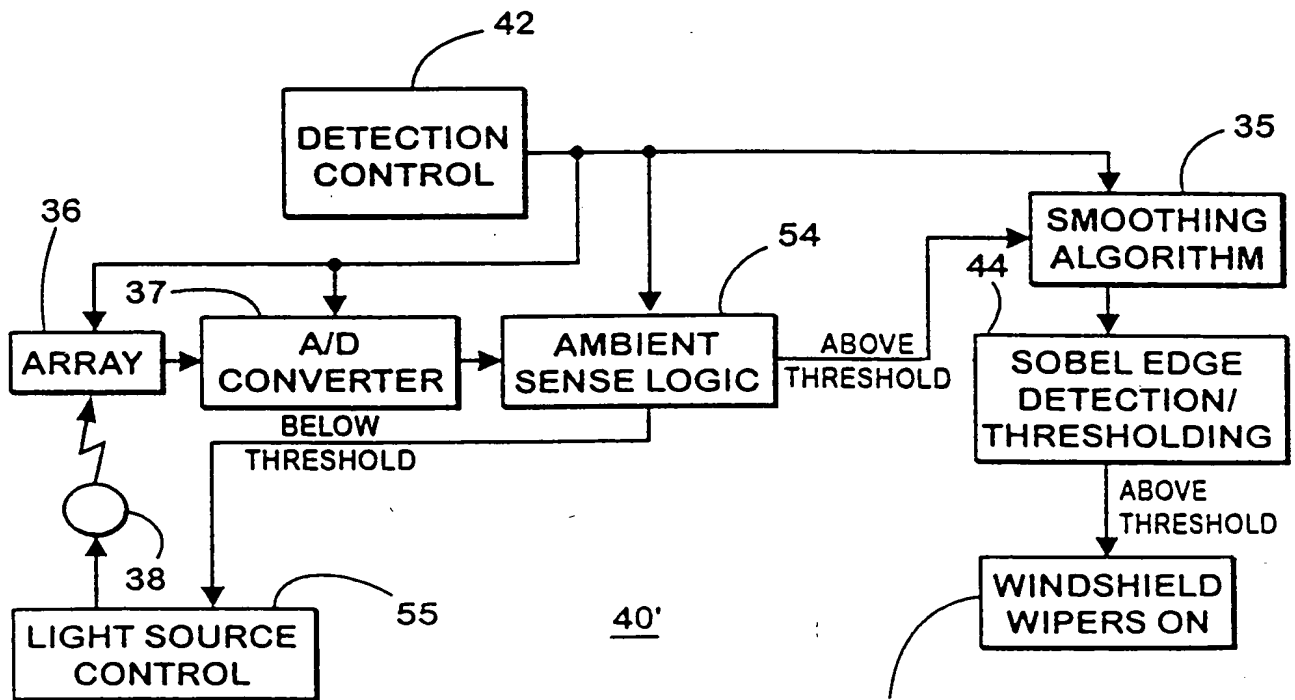 42
DETECTION
CONTROL
35
36
SMOOTHING
ALGORITHM
54
44
37
ARRAY
A/D
CONVERTER
AMBIENT
SENSE LOGIC
ABOVE
THRESHOLD
SOBEL EDGE
DETECTION/
THRESHOLDING
BELOW
THRESHOLD
ABOVE
THRESHOLD
38
WINDSHIELD
WIPERS ON
55
40'
LIGHT SOURCE
CONTROL